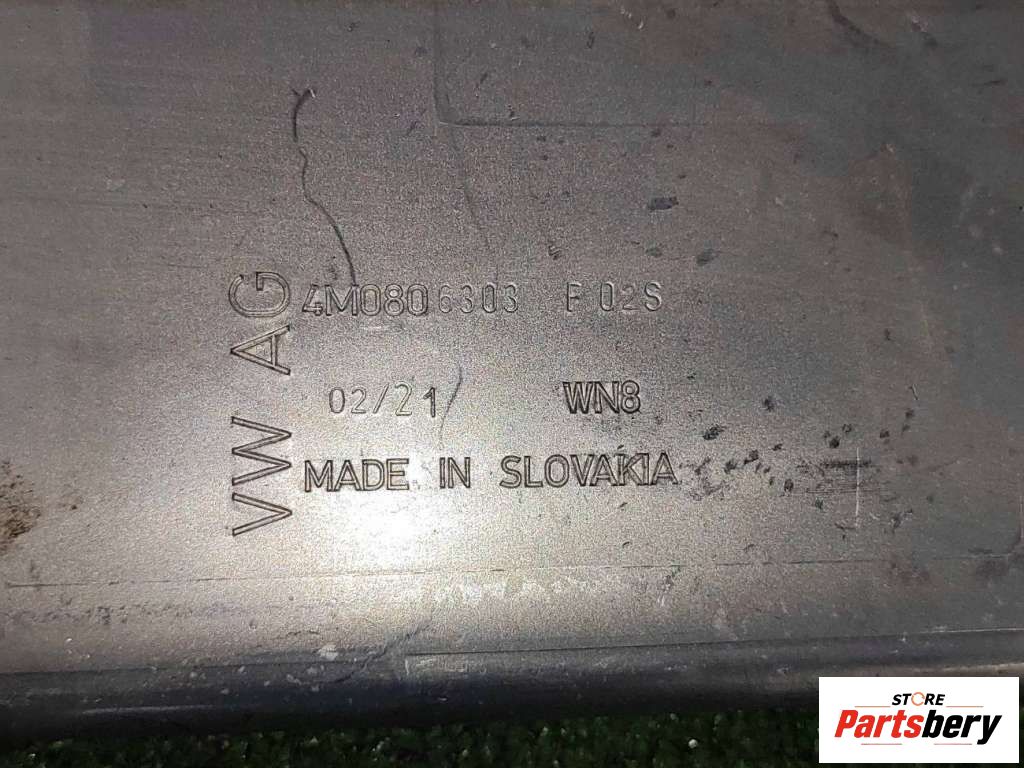 VW AG
4M0806303 F 02S
02/21 WN8
MADE IN SLOVAKIA
STORE
Partsbery